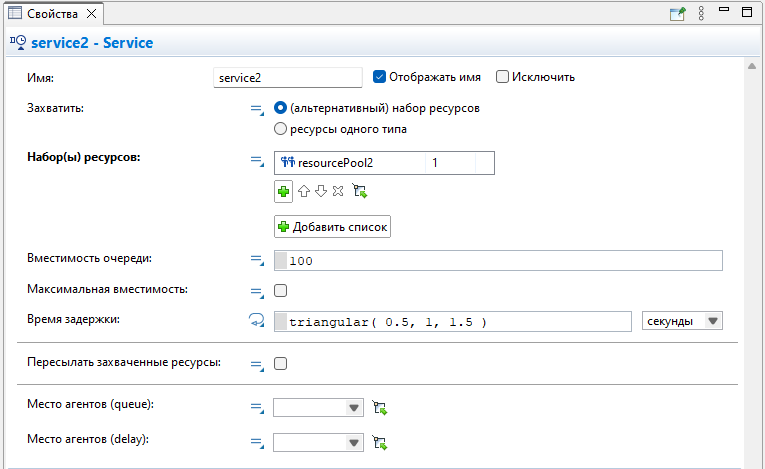 Свойства
service2 - Service
Имя: service2 Отображать имя Исключить
Захватить: (альтернативный) набор ресурсов
ресурсы одного типа
Набор(ы) ресурсов: resourcePool2 1
Добавить список
Вместимость очереди: 100
Максимальная вместимость:
Время задержки: triangular( 0.5, 1, 1.5 ) секунды
Пересылать захваченные ресурсы:
Место агентов (queue):
Место агентов (delay):